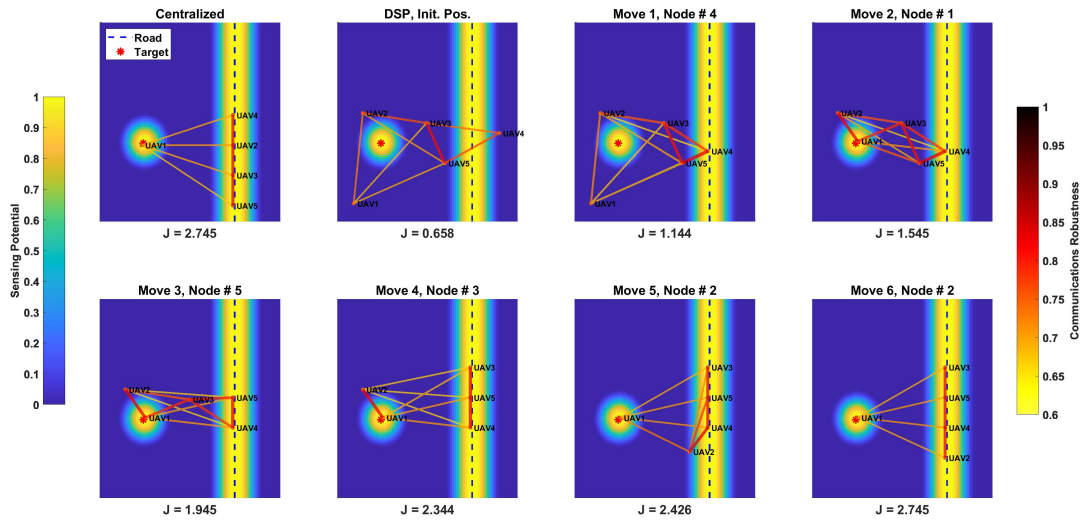 Centralized
DSP, Init. Pos.
Move 1, Node # 4
Move 2, Node # 1
Road
Target
UAV4
UAV1
UAV2
UAV3
UAV5
J = 2.745
UAV2
UAV3
UAV4
UAV5
UAV1
J = 0.658
UAV2
UAV3
UAV4
UAV5
UAV1
J = 1.144
UAV2
UAV3
UAV1
UAV4
UAV5
J = 1.545
Sensing Potential
1
0.9
0.8
0.7
0.6
0.5
0.4
0.3
0.2
0.1
0
Communications Robustness
1
0.95
0.9
0.85
0.8
0.75
0.7
0.65
0.6
Move 3, Node # 5
Move 4, Node # 3
Move 5, Node # 2
Move 6, Node # 2
UAV2
UAV3
UAV5
UAV1
UAV4
J = 1.945
UAV3
UAV2
UAV5
UAV1
UAV4
J = 2.344
UAV3
UAV5
UAV1
UAV4
UAV2
J = 2.426
UAV3
UAV5
UAV1
UAV4
UAV2
J = 2.745